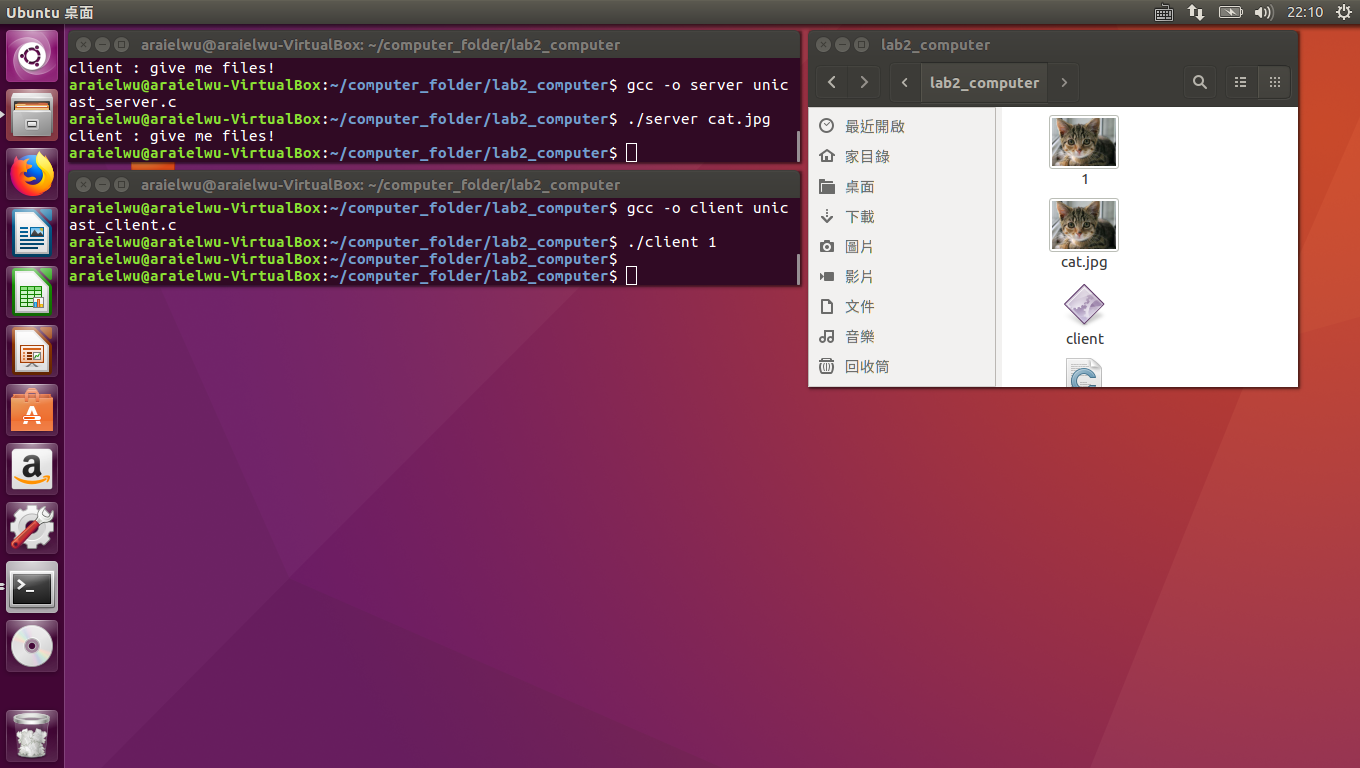 Ubuntu 桌面
22:10
araielwu@araielwu-VirtualBox: ~/computer_folder/lab2_computer
client : give me files!
araielwu@araielwu-VirtualBox:~/computer_folder/lab2_computer$ gcc -o server unic
ast_server.c
araielwu@araielwu-VirtualBox:~/computer_folder/lab2_computer$ ./server cat.jpg
client : give me files!
araielwu@araielwu-VirtualBox:~/computer_folder/lab2_computer$
araielwu@araielwu-VirtualBox: ~/computer_folder/lab2_computer
araielwu@araielwu-VirtualBox:~/computer_folder/lab2_computer$ gcc -o client unic
ast_client.c
araielwu@araielwu-VirtualBox:~/computer_folder/lab2_computer$ ./client 1
araielwu@araielwu-VirtualBox:~/computer_folder/lab2_computer$
araielwu@araielwu-VirtualBox:~/computer_folder/lab2_computer$
lab2_computer
lab2_computer
最近開啟
家目錄
桌面
下載
圖片
影片
文件
音樂
回收筒
1
cat.jpg
client